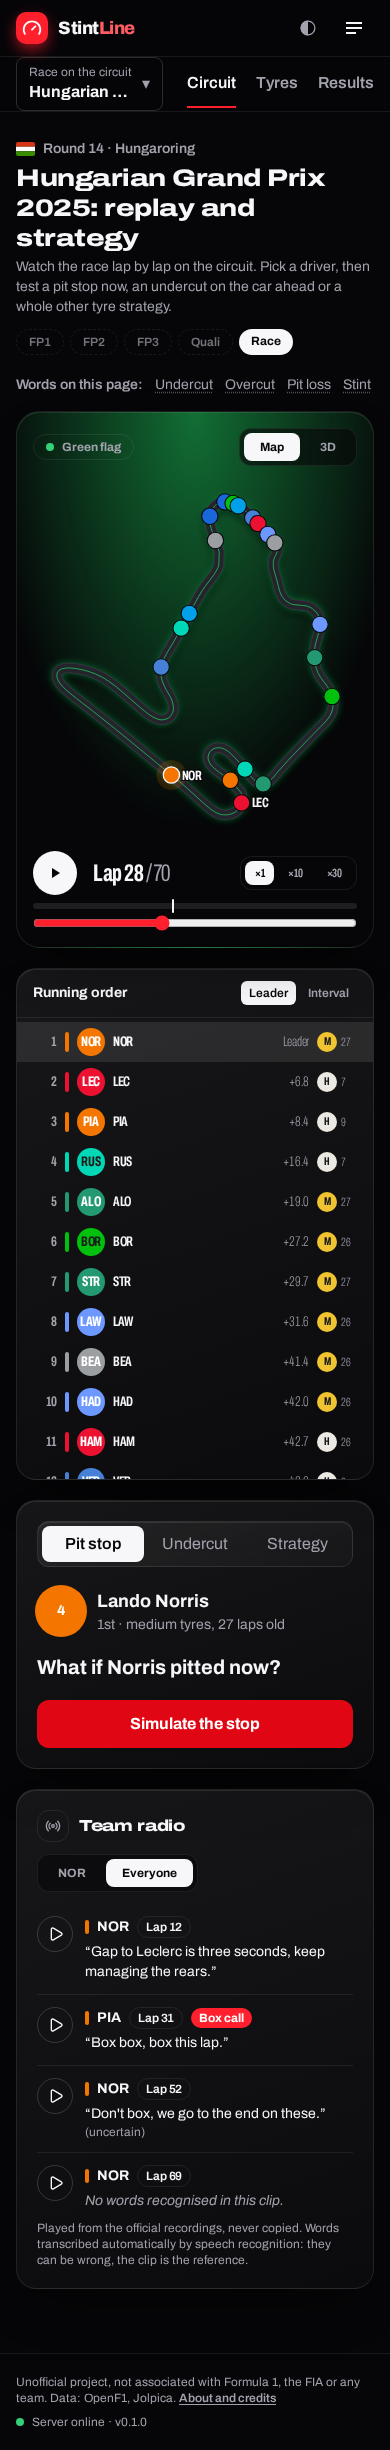 StintLine
Race on the circuit
Hungarian ... ▾
Circuit Tyres Results
Round 14 · Hungaroring
Hungarian Grand Prix
2025: replay and
strategy
Watch the race lap by lap on the circuit. Pick a driver, then
test a pit stop now, an undercut on the car ahead or a
whole other tyre strategy.
FP1 FP2 FP3 Quali Race
Words on this page: Undercut Overcut Pit loss Stint
Green flag
Map 3D
NOR
LEC
Lap 28/70
×1 ×10 ×30
Running order
Leader Interval
1 NOR NOR Leader M 27
2 LEC LEC +6.8 H 7
3 PIA PIA +8.4 H 9
4 RUS RUS +16.4 H 7
5 ALO ALO +19.0 M 27
6 BOR BOR +27.2 M 26
7 STR STR +29.7 M 27
8 LAW LAW +31.6 M 26
9 BEA BEA +41.4 M 26
10 HAD HAD +42.0 M 26
11 HAM HAM +42.7 H 26
Pit stop Undercut Strategy
4
Lando Norris
1st · medium tyres, 27 laps old
What if Norris pitted now?
Simulate the stop
Team radio
NOR Everyone
NOR Lap 12
“Gap to Leclerc is three seconds, keep
managing the rears.”
PIA Lap 31 Box call
“Box box, box this lap.”
NOR Lap 52
“Don't box, we go to the end on these.”
(uncertain)
NOR Lap 69
No words recognised in this clip.
Played from the official recordings, never copied. Words
transcribed automatically by speech recognition: they
can be wrong, the clip is the reference.
Unofficial project, not associated with Formula 1, the FIA or any
team. Data: OpenF1, Jolpica. About and credits
Server online · v0.1.0